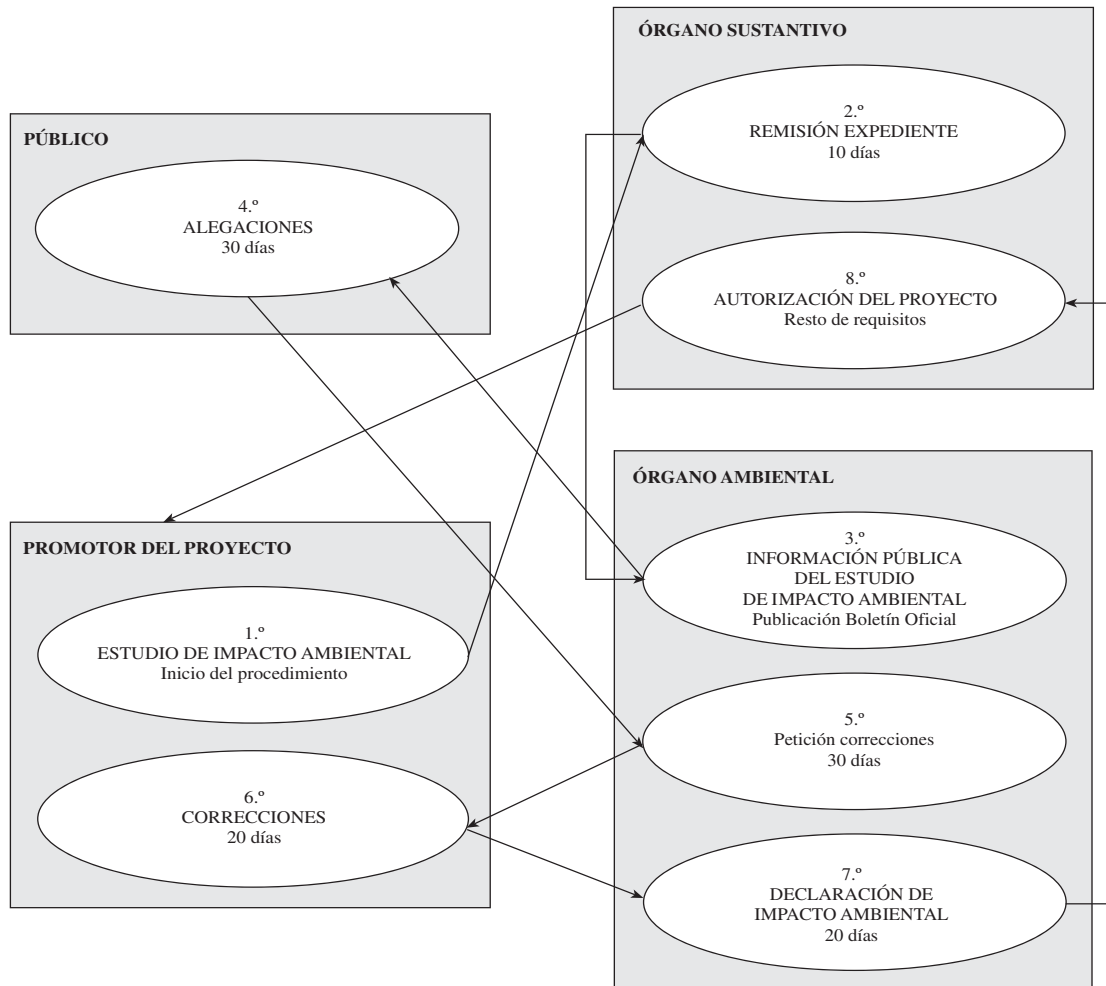 PÚBLICO
4.º
ALEGACIONES
30 días
ÓRGANO SUSTANTIVO
2.º
REMISIÓN EXPEDIENTE
10 días
8.º
AUTORIZACIÓN DEL PROYECTO
Resto de requisitos
PROMOTOR DEL PROYECTO
1.º
ESTUDIO DE IMPACTO AMBIENTAL
Inicio del procedimiento
6.º
CORRECCIONES
20 días
ÓRGANO AMBIENTAL
3.º
INFORMACIÓN PÚBLICA
DEL ESTUDIO
DE IMPACTO AMBIENTAL
Publicación Boletín Oficial
5.º
Petición correcciones
30 días
7.º
DECLARACIÓN DE
IMPACTO AMBIENTAL
20 días